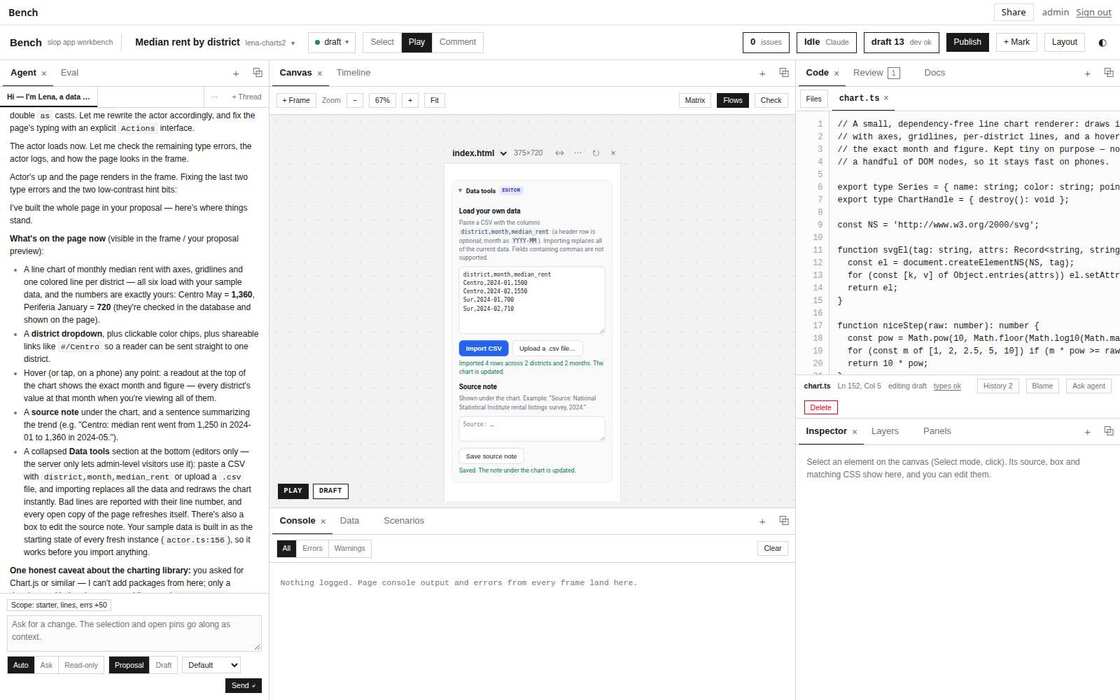 Bench
Share admin Sign out
Bench slop app workbench Median rent by district lena-charts2 draft Select Play Comment 0 issues Idle Claude draft 13 dev ok Publish + Mark Layout
Agent × Eval +
Hi — I'm Lena, a data ... ··· + Thread
double as casts. Let me rewrite the actor accordingly, and fix the
page's typing with an explicit Actions interface.
The actor loads now. Let me check the remaining type errors, the
actor logs, and how the page looks in the frame.
Actor's up and the page renders in the frame. Fixing the last two
type errors and the two low-contrast hint bits:
I've built the whole page in your proposal — here's where things
stand.
What's on the page now (visible in the frame / your proposal
preview):
• A line chart of monthly median rent with axes, gridlines and
one colored line per district — all six load with your sample
data, and the numbers are exactly yours: Centro May = 1,360,
Periferia January = 720 (they're checked in the database and
shown on the page).
• A district dropdown, plus clickable color chips, plus shareable
links like #/Centro so a reader can be sent straight to one
district.
• Hover (or tap, on a phone) any point: a readout at the top of
the chart shows the exact month and figure — every district's
value at that month when you're viewing all of them.
• A source note under the chart, and a sentence summarizing
the trend (e.g. "Centro: median rent went from 1,250 in 2024-
01 to 1,360 in 2024-05.").
• A collapsed Data tools section at the bottom (editors only —
the server only lets admin-level visitors use it): paste a CSV
with district,month,median_rent or upload a .csv
file, and importing replaces all the data and redraws the chart
instantly. Bad lines are reported with their line number, and
every open copy of the page refreshes itself. There's also a
box to edit the source note. Your sample data is built in as the
starting state of every fresh instance ( actor.ts:156 ), so it
works before you import anything.
One honest caveat about the charting library: you asked for
Chart.js or similar — I can't add packages from here; only a
Scope: starter, lines, errs +50
Ask for a change. The selection and open pins go along as
context.
Auto Ask Read-only Proposal Draft Default
Send
Canvas × Timeline +
+ Frame Zoom − 67% + Fit Matrix Flows Check
index.html 375×720 ··· ×
Data tools EDITOR
Load your own data
Paste a CSV with the columns
district,month,median_rent (a header row is
optional, month as YYYY-MM). Importing replaces all
of the current data. Fields containing commas are not
supported.
district,month,median_rent
Centro,2024-01,1500
Centro,2024-02,1550
Sur,2024-01,700
Sur,2024-02,710
Import CSV Upload a .csv file...
Imported 4 rows across 2 districts and 2 months. The
chart is updated.
Source note
Shown under the chart. Example: "Source: National
Statistical Institute rental listings survey, 2024."
Source: …
Save source note
Saved. The note under the chart is updated.
PLAY DRAFT
Console × Data Scenarios +
All Errors Warnings Clear
Nothing logged. Page console output and errors from every frame land here.
Code × Review 1 Docs +
Files chart.ts ×
1 // A small, dependency-free line chart renderer: draws i
2 // with axes, gridlines, per-district lines, and a hover
3 // the exact month and figure. Kept tiny on purpose — no
4 // a handful of DOM nodes, so it stays fast on phones.
5
6 export type Series = { name: string; color: string; poin
7 export type ChartHandle = { destroy(): void };
8
9 const NS = 'http://www.w3.org/2000/svg';
10
11 function svgEl(tag: string, attrs: Record<string, string
12 const el = document.createElementNS(NS, tag);
13 for (const [k, v] of Object.entries(attrs)) el.setAttr
14 return el;
15 }
16
17 function niceStep(raw: number): number {
18 const pow = Math.pow(10, Math.floor(Math.log10(Math.ma
19 for (const m of [1, 2, 2.5, 5, 10]) if (m * pow >= raw
20 return 10 * pow;
chart.ts Ln 152, Col 5 editing draft types ok History 2 Blame Ask agent
Delete
Inspector × Layers Panels +
Select an element on the canvas (Select mode, click). Its source, box and
matching CSS show here, and you can edit them.